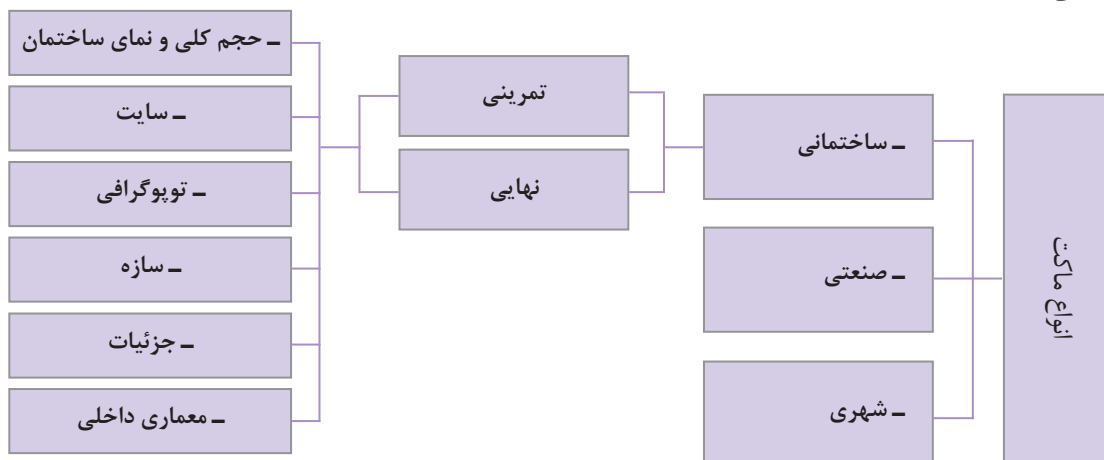 انواع ماکت
ـ ساختمانی
ـ صنعتی
ـ شهری
تمرینی
نهایی
ـ حجم کلی و نمای ساختمان
ـ سایت
ـ توپوگرافی
ـ سازه
ـ جزئیات
ـ معماری داخلی